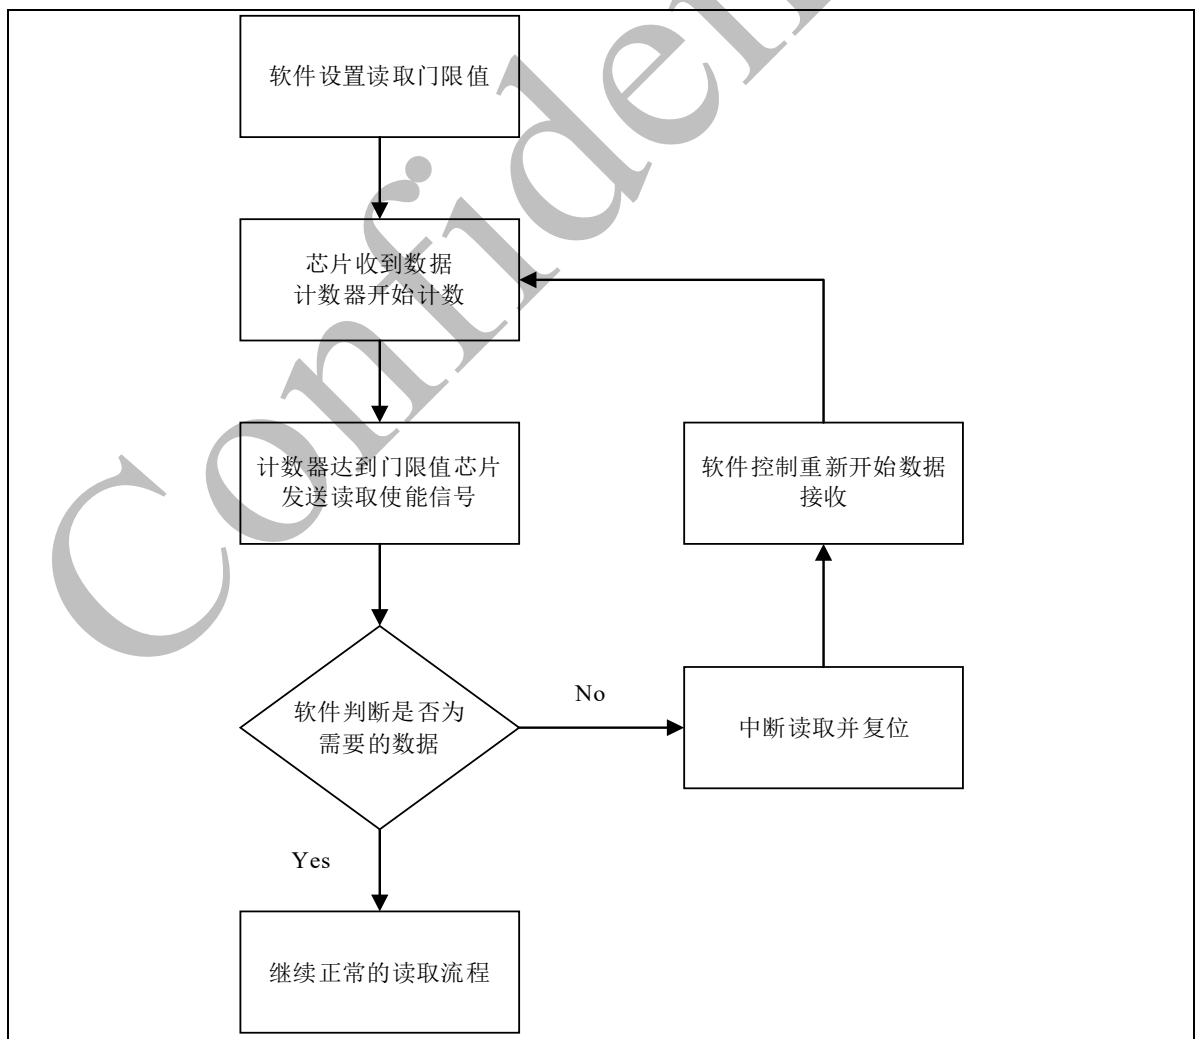 软件设置读取门限值
芯片收到数据
计数器开始计数
计数器达到门限值芯片
发送读取使能信号
软件控制重新开始数据
接收
软件判断是否为
需要的数据
No
中断读取并复位
Yes
继续正常的读取流程
Confiden